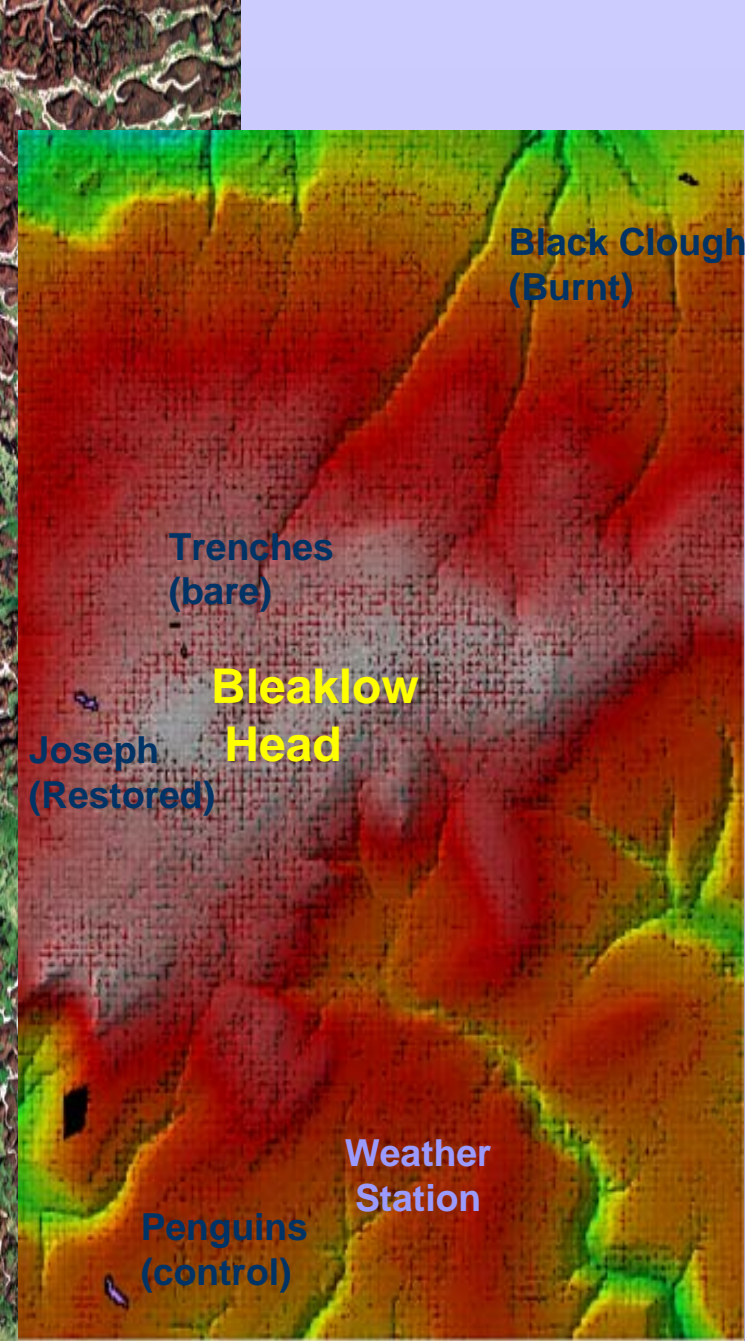 Black Clough
(Burnt)
Trenches
(bare)
Bleaklow
Head
Joseph
(Restored)
Weather
Station
Penguins
(control)